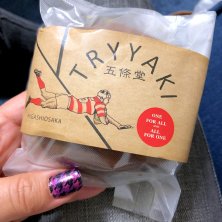 TRYYAKI
五條堂
HIGASHIOSAKA
ONE
FOR ALL
ALL
FOR ONE